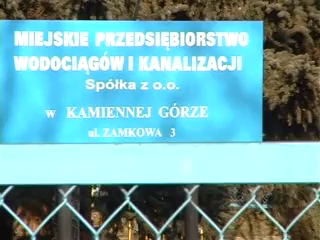 MIEJSKIE PRZEDSIĘBIORSTWO
WODOCIĄGÓW I KANALIZACJI
Spółka z o.o.
w KAMIENNEJ GÓRZE
ul. ZAMKOWA 3